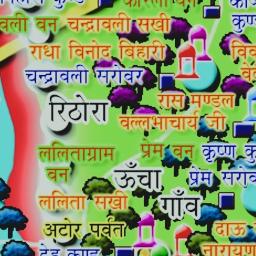 वली वन चन्द्रावली सखी
राधा विनोद बिहारी
चन्द्रावली सरोवर
रिठोरा
रास मण्डल
वल्लभाचार्य जी
ललिताग्राम
वन
प्रेम वन कृष्ण कु
ऊँचा
गाँव
प्रेम सरोव
ललिता सखी
अटोर पर्वत
दाऊ
नारायण
देह कुण्ड